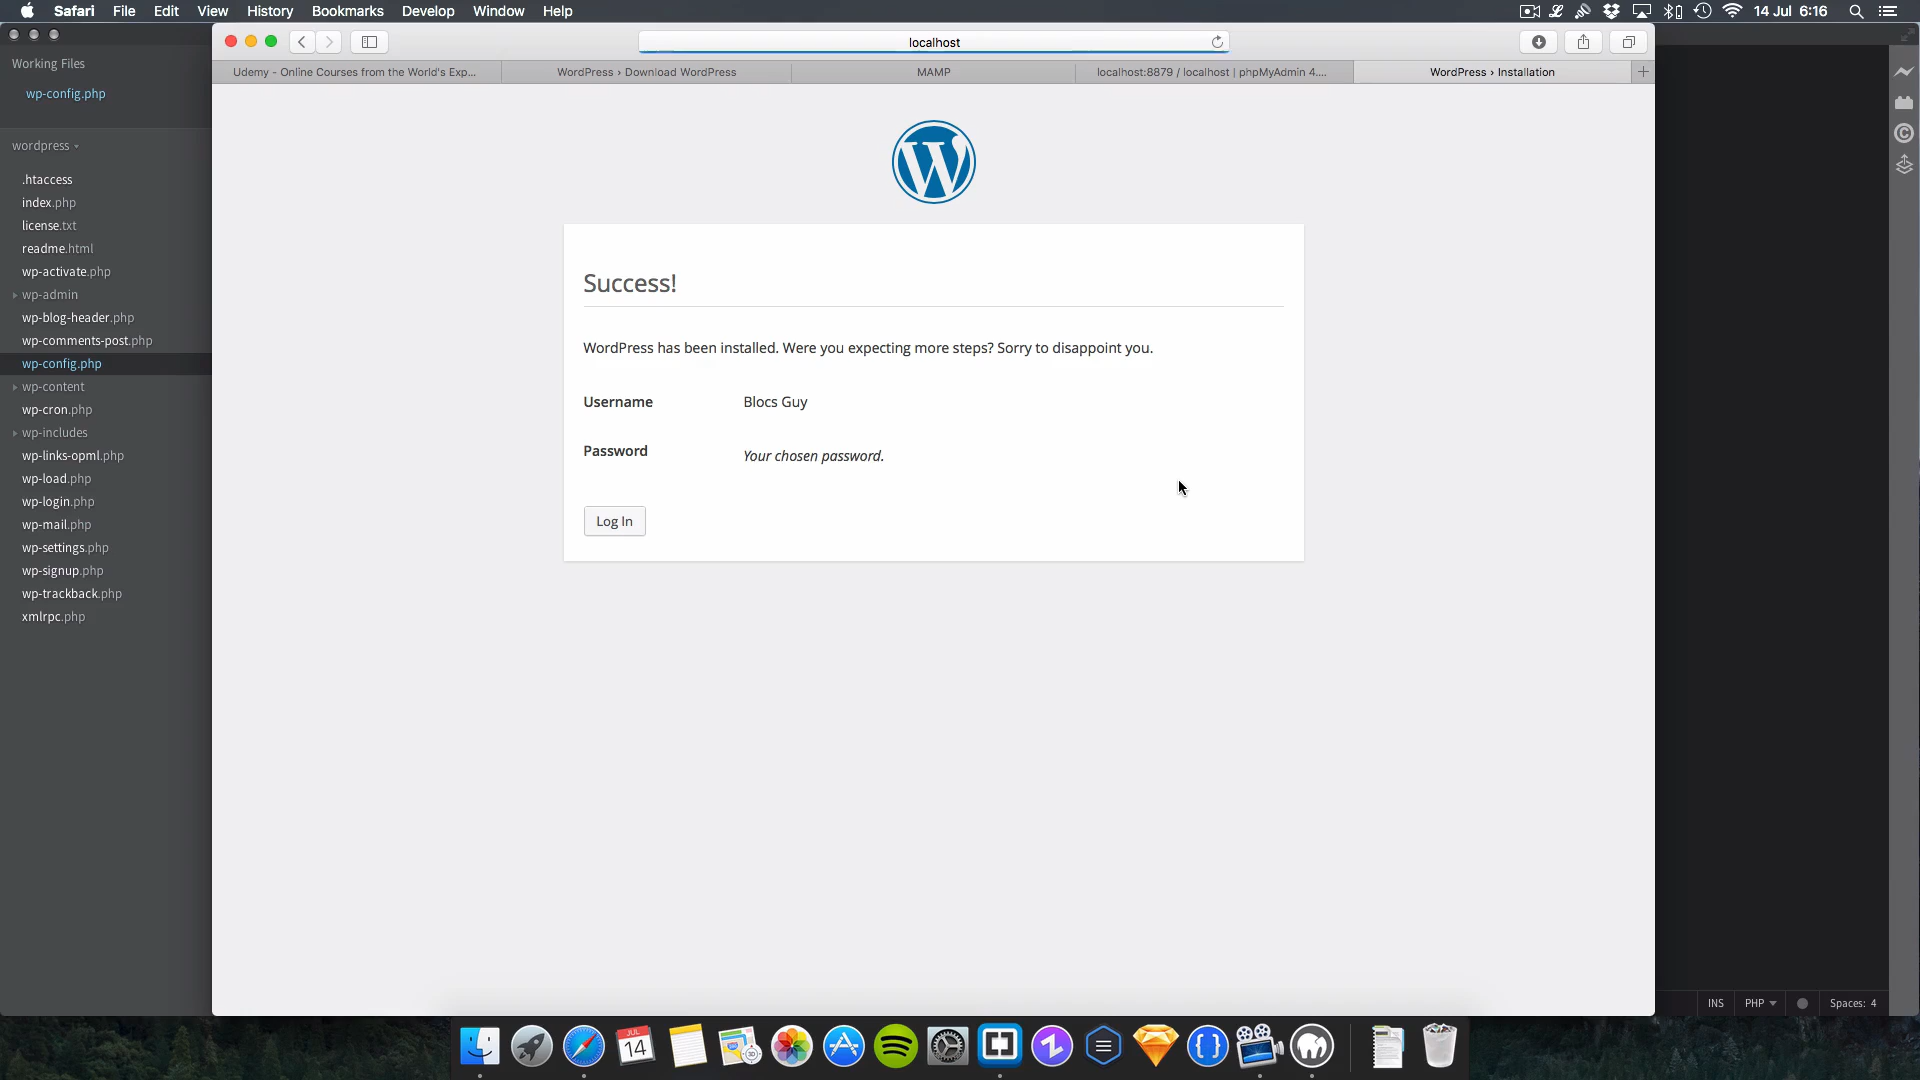 Safari File Edit View History Bookmarks Develop Window Help
14 Jul 6:16
localhost
Udemy - Online Courses from the World's Exp...
WordPress › Download WordPress
MAMP
localhost:8879 / localhost | phpMyAdmin 4....
WordPress › Installation
Working Files
wp-config.php
wordpress
.htaccess
index.php
license.txt
readme.html
wp-activate.php
wp-admin
wp-blog-header.php
wp-comments-post.php
wp-config.php
wp-content
wp-cron.php
wp-includes
wp-links-opml.php
wp-load.php
wp-login.php
wp-mail.php
wp-settings.php
wp-signup.php
wp-trackback.php
xmlrpc.php
Success!
WordPress has been installed. Were you expecting more steps? Sorry to disappoint you.
Username Blocs Guy
Password Your chosen password.
Log In
INS PHP Spaces: 4
JUL
14